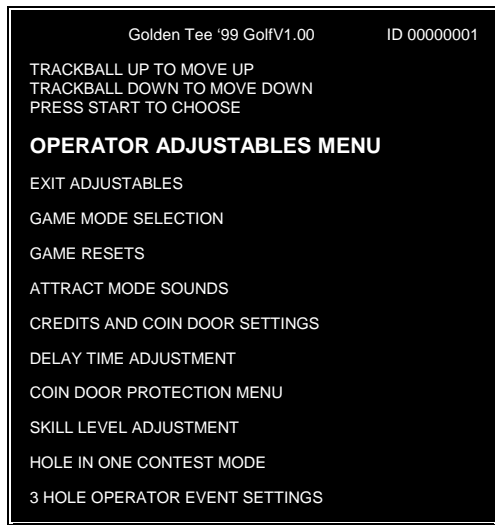 Golden Tee ‘99 GolfV1.00 ID 00000001
TRACKBALL UP TO MOVE UP
TRACKBALL DOWN TO MOVE DOWN
PRESS START TO CHOOSE
OPERATOR ADJUSTABLES MENU
EXIT ADJUSTABLES
GAME MODE SELECTION
GAME RESETS
ATTRACT MODE SOUNDS
CREDITS AND COIN DOOR SETTINGS
DELAY TIME ADJUSTMENT
COIN DOOR PROTECTION MENU
SKILL LEVEL ADJUSTMENT
HOLE IN ONE CONTEST MODE
3 HOLE OPERATOR EVENT SETTINGS